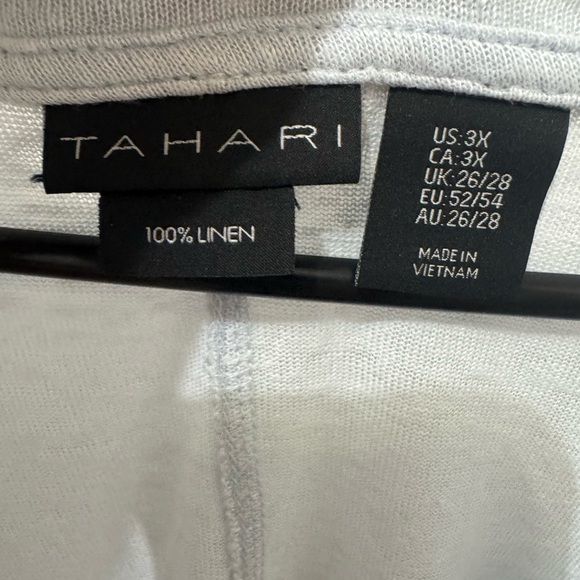 TAHARI
100% LINEN
US:3X
CA:3X
UK:26/28
EU:52/54
AU:26/28
MADE IN
VIETNAM